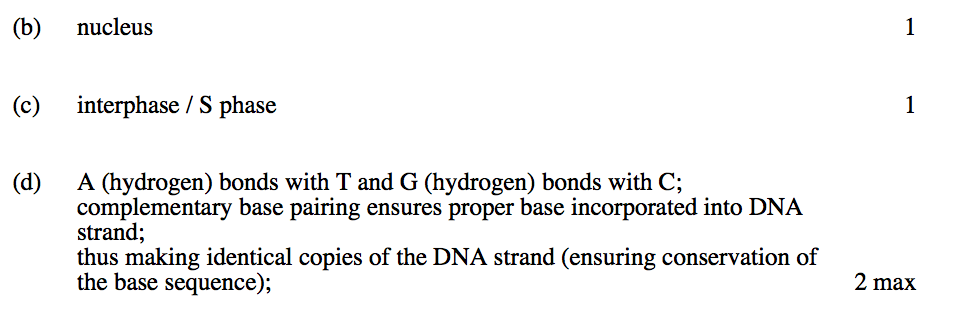 (b) nucleus 1
(c) interphase / S phase 1
(d) A (hydrogen) bonds with T and G (hydrogen) bonds with C;
complementary base pairing ensures proper base incorporated into DNA
strand;
thus making identical copies of the DNA strand (ensuring conservation of
the base sequence); 2 max